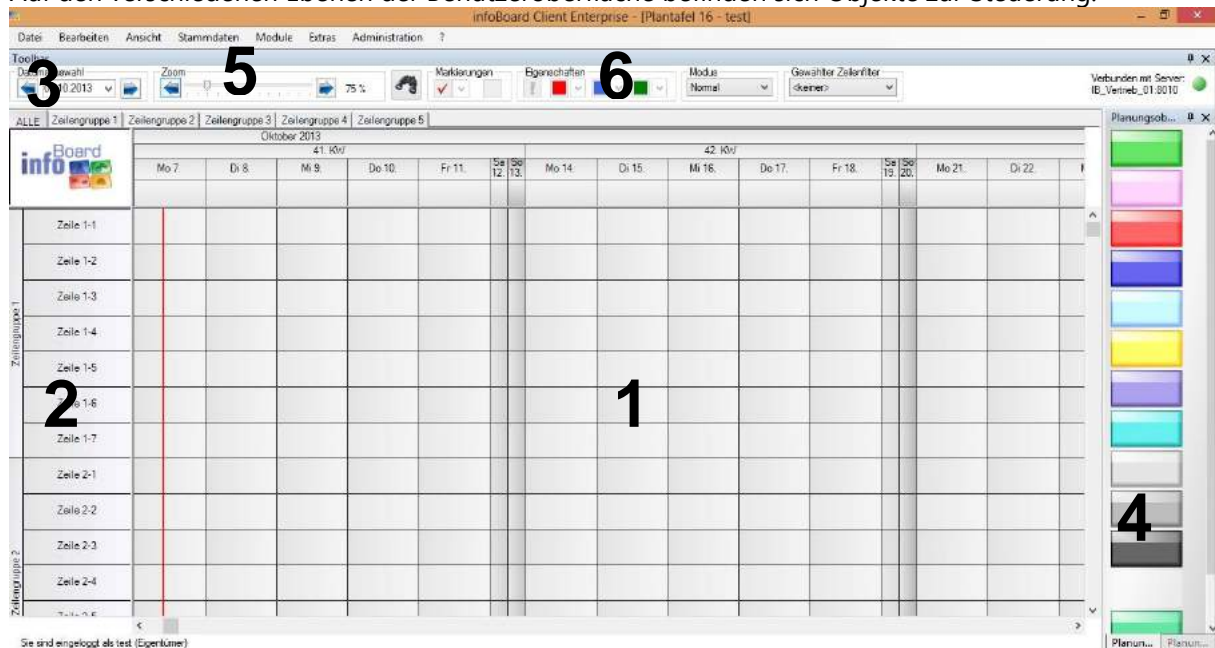 Auf den verschiedenen Ebenen der Benutzeroberfläche befinden sich Objekte zur Steuerung.
infoBoard Client Enterprise - [Plantafel 16 - test]
Datei Bearbeiten Ansicht Stammdaten Module Extras Administration ?
Toolbar
Zoom Markierungen Eigenschaften Modus Gewählter Zeilenfilter
10.2013 75 % Normal <keiner>
Verbunden mit Server:
IB_Vertrieb_01:8010
3 5 6
ALLE Zeilengruppe 1 Zeilengruppe 2 Zeilengruppe 3 Zeilengruppe 4 Zeilengruppe 5
Planungsob...
infoBoard
Oktober 2013
41. KW 42. KW
Mo 7. Di 8. Mi 9. Do 10. Fr 11. Sa 12. So 13. Mo 14. Di 15. Mi 16. Do 17. Fr 18. Sa 19. So 20. Mo 21. Di 22.
Zeilengruppe 1
Zeile 1-1
Zeile 1-2
Zeile 1-3
Zeile 1-4
Zeile 1-5
Zeile 1-6
2 1
Zeile 1-7
Zeilengruppe 2
Zeile 2-1
Zeile 2-2
4
Zeile 2-3
Zeile 2-4
Sie sind eingeloggt als test (Eigentümer)
Planun... Planun...